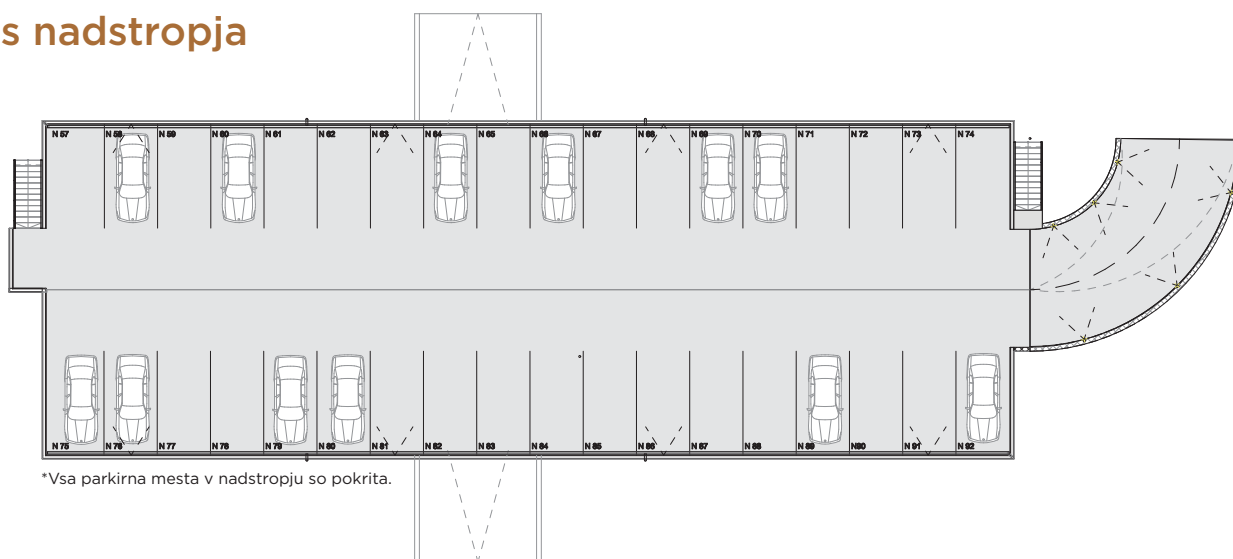 s nadstropja
N 57 N 58 N 59 N 60 N 61 N 62 N 63 N 64 N 65 N 66 N 67 N 68 N 69 N 70 N 71 N 72 N 73 N 74
N 75 N 76 N 77 N 78 N 79 N 80 N 81 N 82 N 83 N 84 N 85 N 86 N 87 N 88 N 89 N90 N 91 N 92
*Vsa parkirna mesta v nadstropju so pokrita.